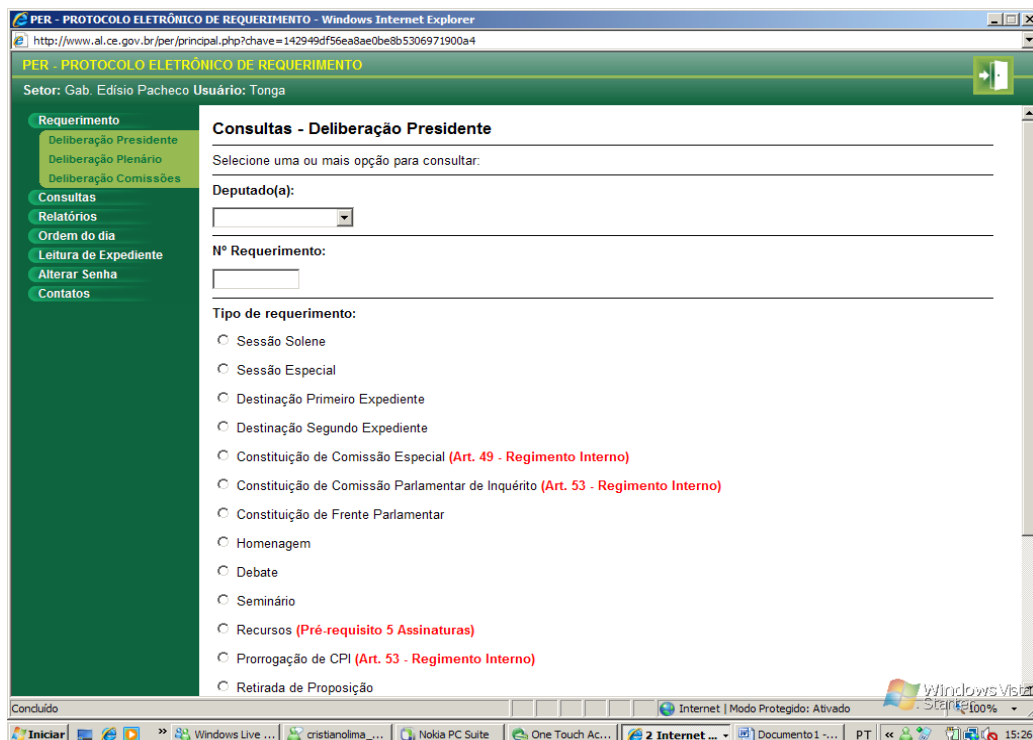 PER - PROTOCOLO ELETRÔNICO DE REQUERIMENTO - Windows Internet Explorer
http://www.al.ce.gov.br/per/principal.php?chave=142949df56ea8ae0be8b5306971900a4
PER - PROTOCOLO ELETRÔNICO DE REQUERIMENTO
Setor: Gab. Edísio Pacheco Usuário: Tonga
Requerimento
Deliberação Presidente
Deliberação Plenário
Deliberação Comissões
Consultas
Relatórios
Ordem do dia
Leitura de Expediente
Alterar Senha
Contatos
Consultas - Deliberação Presidente
Selecione uma ou mais opção para consultar:
Deputado(a):
Nº Requerimento:
Tipo de requerimento:
Sessão Solene
Sessão Especial
Destinação Primeiro Expediente
Destinação Segundo Expediente
Constituição de Comissão Especial (Art. 49 - Regimento Interno)
Constituição de Comissão Parlamentar de Inquérito (Art. 53 - Regimento Interno)
Constituição de Frente Parlamentar
Homenagem
Debate
Seminário
Recursos (Pré-requisito 5 Assinaturas)
Prorrogação de CPI (Art. 53 - Regimento Interno)
Retirada de Proposição
Windows Vista
Starter
Concluído
Internet | Modo Protegido: Ativado
100%
Iniciar
Windows Live ...
cristianolima_...
Nokia PC Suite
One Touch Ac...
2 Internet ...
Documento1 -...
PT
15:26